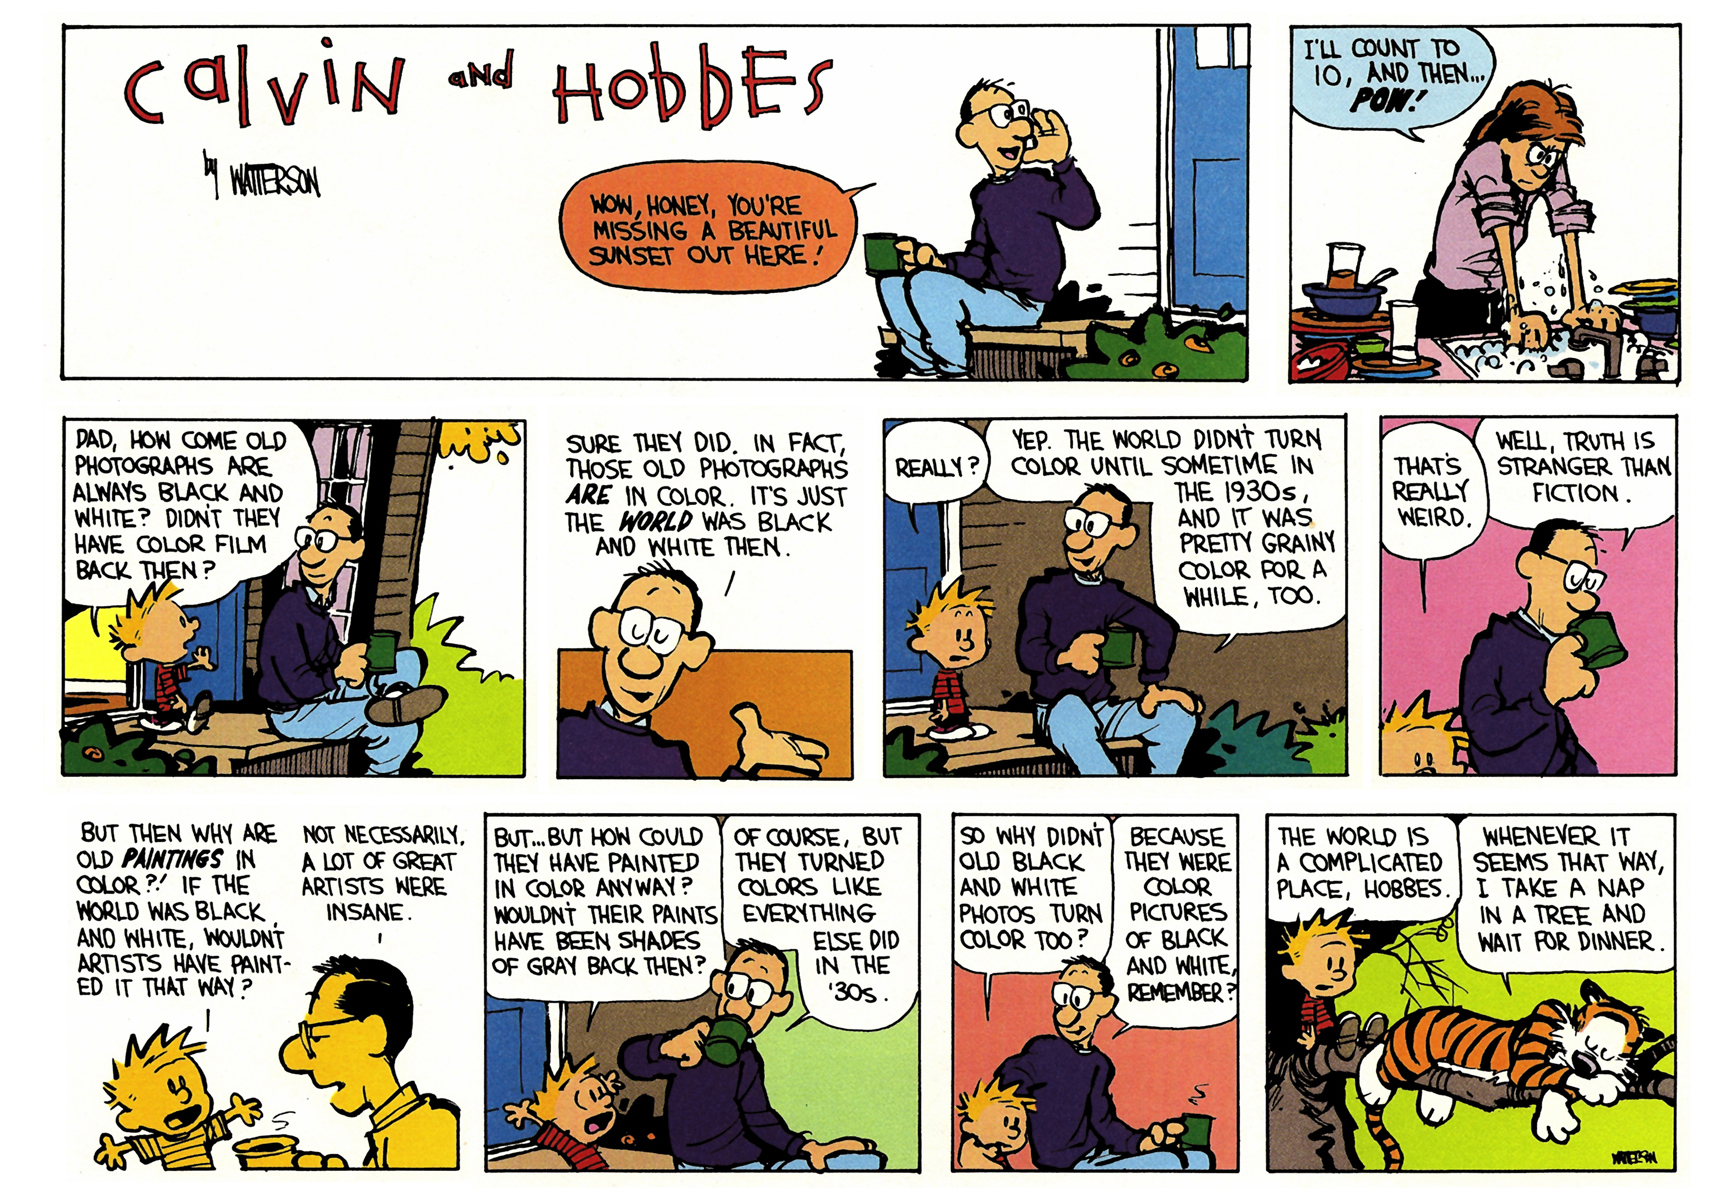 CALVIN AND HOBBES
by WATTERSON
WOW, HONEY, YOU'RE
MISSING A BEAUTIFUL
SUNSET OUT HERE!
I'LL COUNT TO
10, AND THEN...
POW!
DAD, HOW COME OLD
PHOTOGRAPHS ARE
ALWAYS BLACK AND
WHITE? DIDN'T THEY
HAVE COLOR FILM
BACK THEN?
SURE THEY DID. IN FACT,
THOSE OLD PHOTOGRAPHS
ARE IN COLOR. IT'S JUST
THE WORLD WAS BLACK
AND WHITE THEN.
REALLY?
YEP. THE WORLD DIDN'T TURN
COLOR UNTIL SOMETIME IN
THE 1930s,
AND IT WAS
PRETTY GRAINY
COLOR FOR A
WHILE, TOO.
THAT'S
REALLY
WEIRD.
WELL, TRUTH IS
STRANGER THAN
FICTION.
BUT THEN WHY ARE
OLD PAINTINGS IN
COLOR?! IF THE
WORLD WAS BLACK
AND WHITE, WOULDN'T
ARTISTS HAVE PAINT-
ED IT THAT WAY?
NOT NECESSARILY.
A LOT OF GREAT
ARTISTS WERE
INSANE.
BUT...BUT HOW COULD
THEY HAVE PAINTED
IN COLOR ANYWAY?
WOULDN'T THEIR PAINTS
HAVE BEEN SHADES
OF GRAY BACK THEN?
OF COURSE, BUT
THEY TURNED
COLORS LIKE
EVERYTHING
ELSE DID
IN THE
'30s.
SO WHY DIDN'T
OLD BLACK
AND WHITE
PHOTOS TURN
COLOR TOO?
BECAUSE
THEY WERE
COLOR
PICTURES
OF BLACK
AND WHITE,
REMEMBER?
THE WORLD IS
A COMPLICATED
PLACE, HOBBES.
WHENEVER IT
SEEMS THAT WAY,
I TAKE A NAP
IN A TREE AND
WAIT FOR DINNER.
WATTERSON